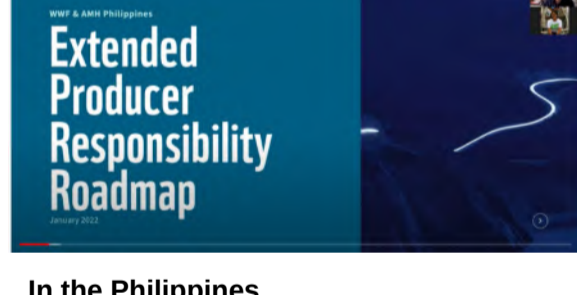 WWF & AMH Philippines
Extended
Producer
Responsibility
Roadmap
January 2022
In the Philippines